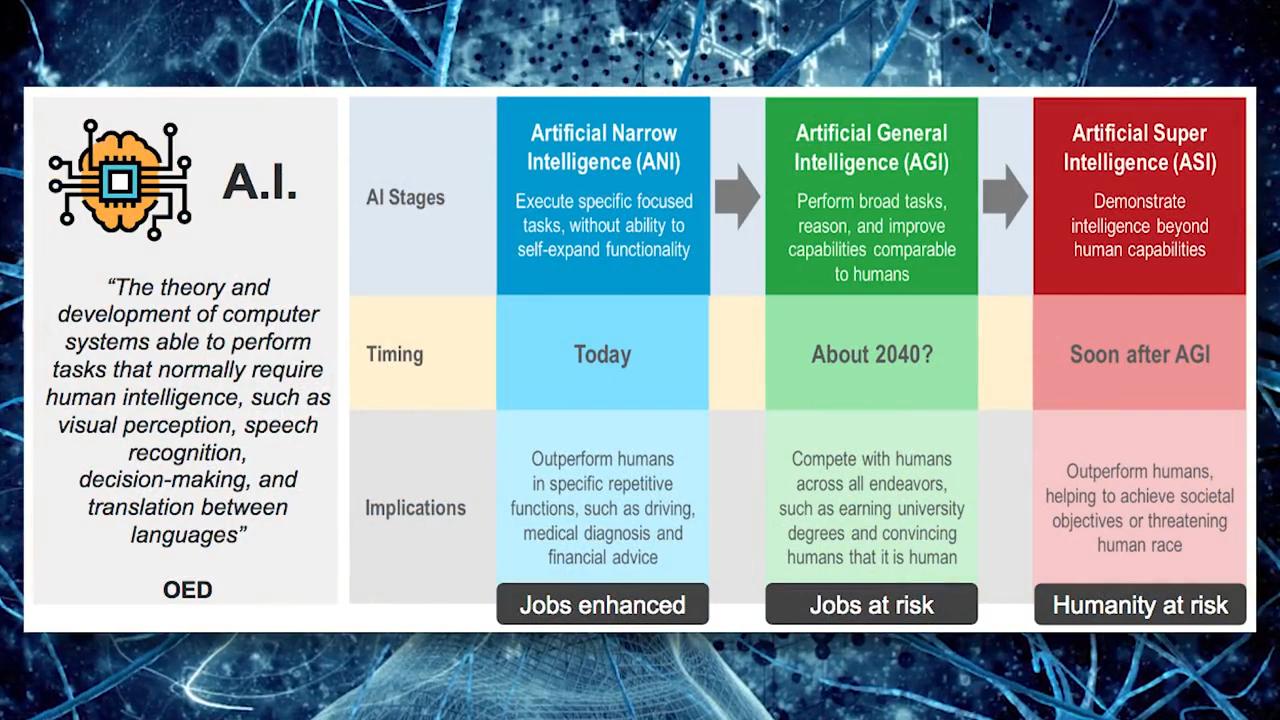 A.I.
“The theory and
development of computer
systems able to perform
tasks that normally require
human intelligence, such as
visual perception, speech
recognition,
decision-making, and
translation between
languages”
OED
AI Stages
Artificial Narrow
Intelligence (ANI)
Execute specific focused
tasks, without ability to
self-expand functionality
Artificial General
Intelligence (AGI)
Perform broad tasks,
reason, and improve
capabilities comparable
to humans
Artificial Super
Intelligence (ASI)
Demonstrate
intelligence beyond
human capabilities
Timing
Today
About 2040?
Soon after AGI
Implications
Outperform humans
in specific repetitive
functions, such as driving,
medical diagnosis and
financial advice
Compete with humans
across all endeavors,
such as earning university
degrees and convincing
humans that it is human
Outperform humans,
helping to achieve societal
objectives or threatening
human race
Jobs enhanced
Jobs at risk
Humanity at risk